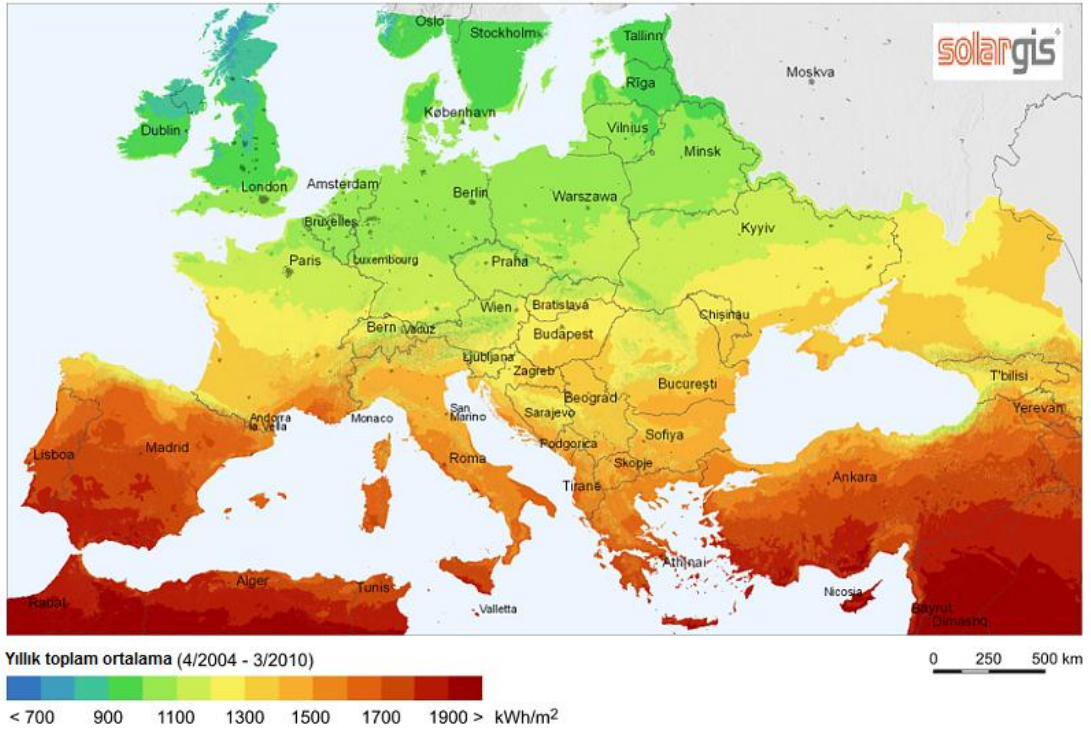 Oslo
Stockholm
Tallinn
solargis
Rīga
Moskva
København
Dublin
Vilnius
Minsk
London
Amsterdam
Berlin
Warszawa
Bruxelles
Kyyiv
Paris
Luxembourg
Praha
Wien
Bratislava
Chişinau
Bern
Vaduz
Budapest
Ljubljana
Zagreb
T'bilisi
Beograd
Bucureşti
Yerevan
Andorra
la Vella
Monaco
San
Marino
Sarajevo
Podgorica
Sofiya
Lisboa
Madrid
Roma
Skopje
Tiranë
Ankara
Athínai
Alger
Tunis
Nicosia
Rabat
Valletta
Bayrut
Dimashq
Yıllık toplam ortalama (4/2004 - 3/2010)
0 250 500 km
< 700 900 1100 1300 1500 1700 1900 > kWh/m2